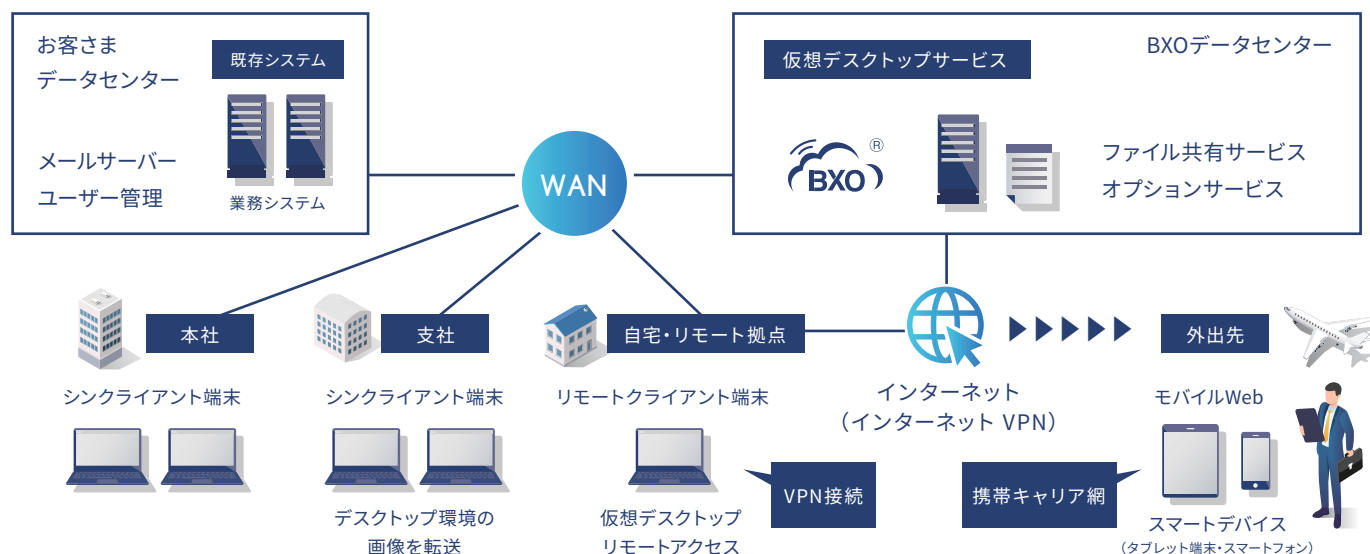 お客さま
データセンター
既存システム
メールサーバー
ユーザー管理
業務システム
WAN
仮想デスクトップサービス
BXOデータセンター
BXO®
ファイル共有サービス
オプションサービス
本社
シンクライアント端末
支社
シンクライアント端末
デスクトップ環境の
画像を転送
自宅・リモート拠点
リモートクライアント端末
仮想デスクトップ
リモートアクセス
VPN接続
インターネット
（インターネット VPN）
外出先
モバイルWeb
携帯キャリア網
スマートデバイス
（タブレット端末・スマートフォン）